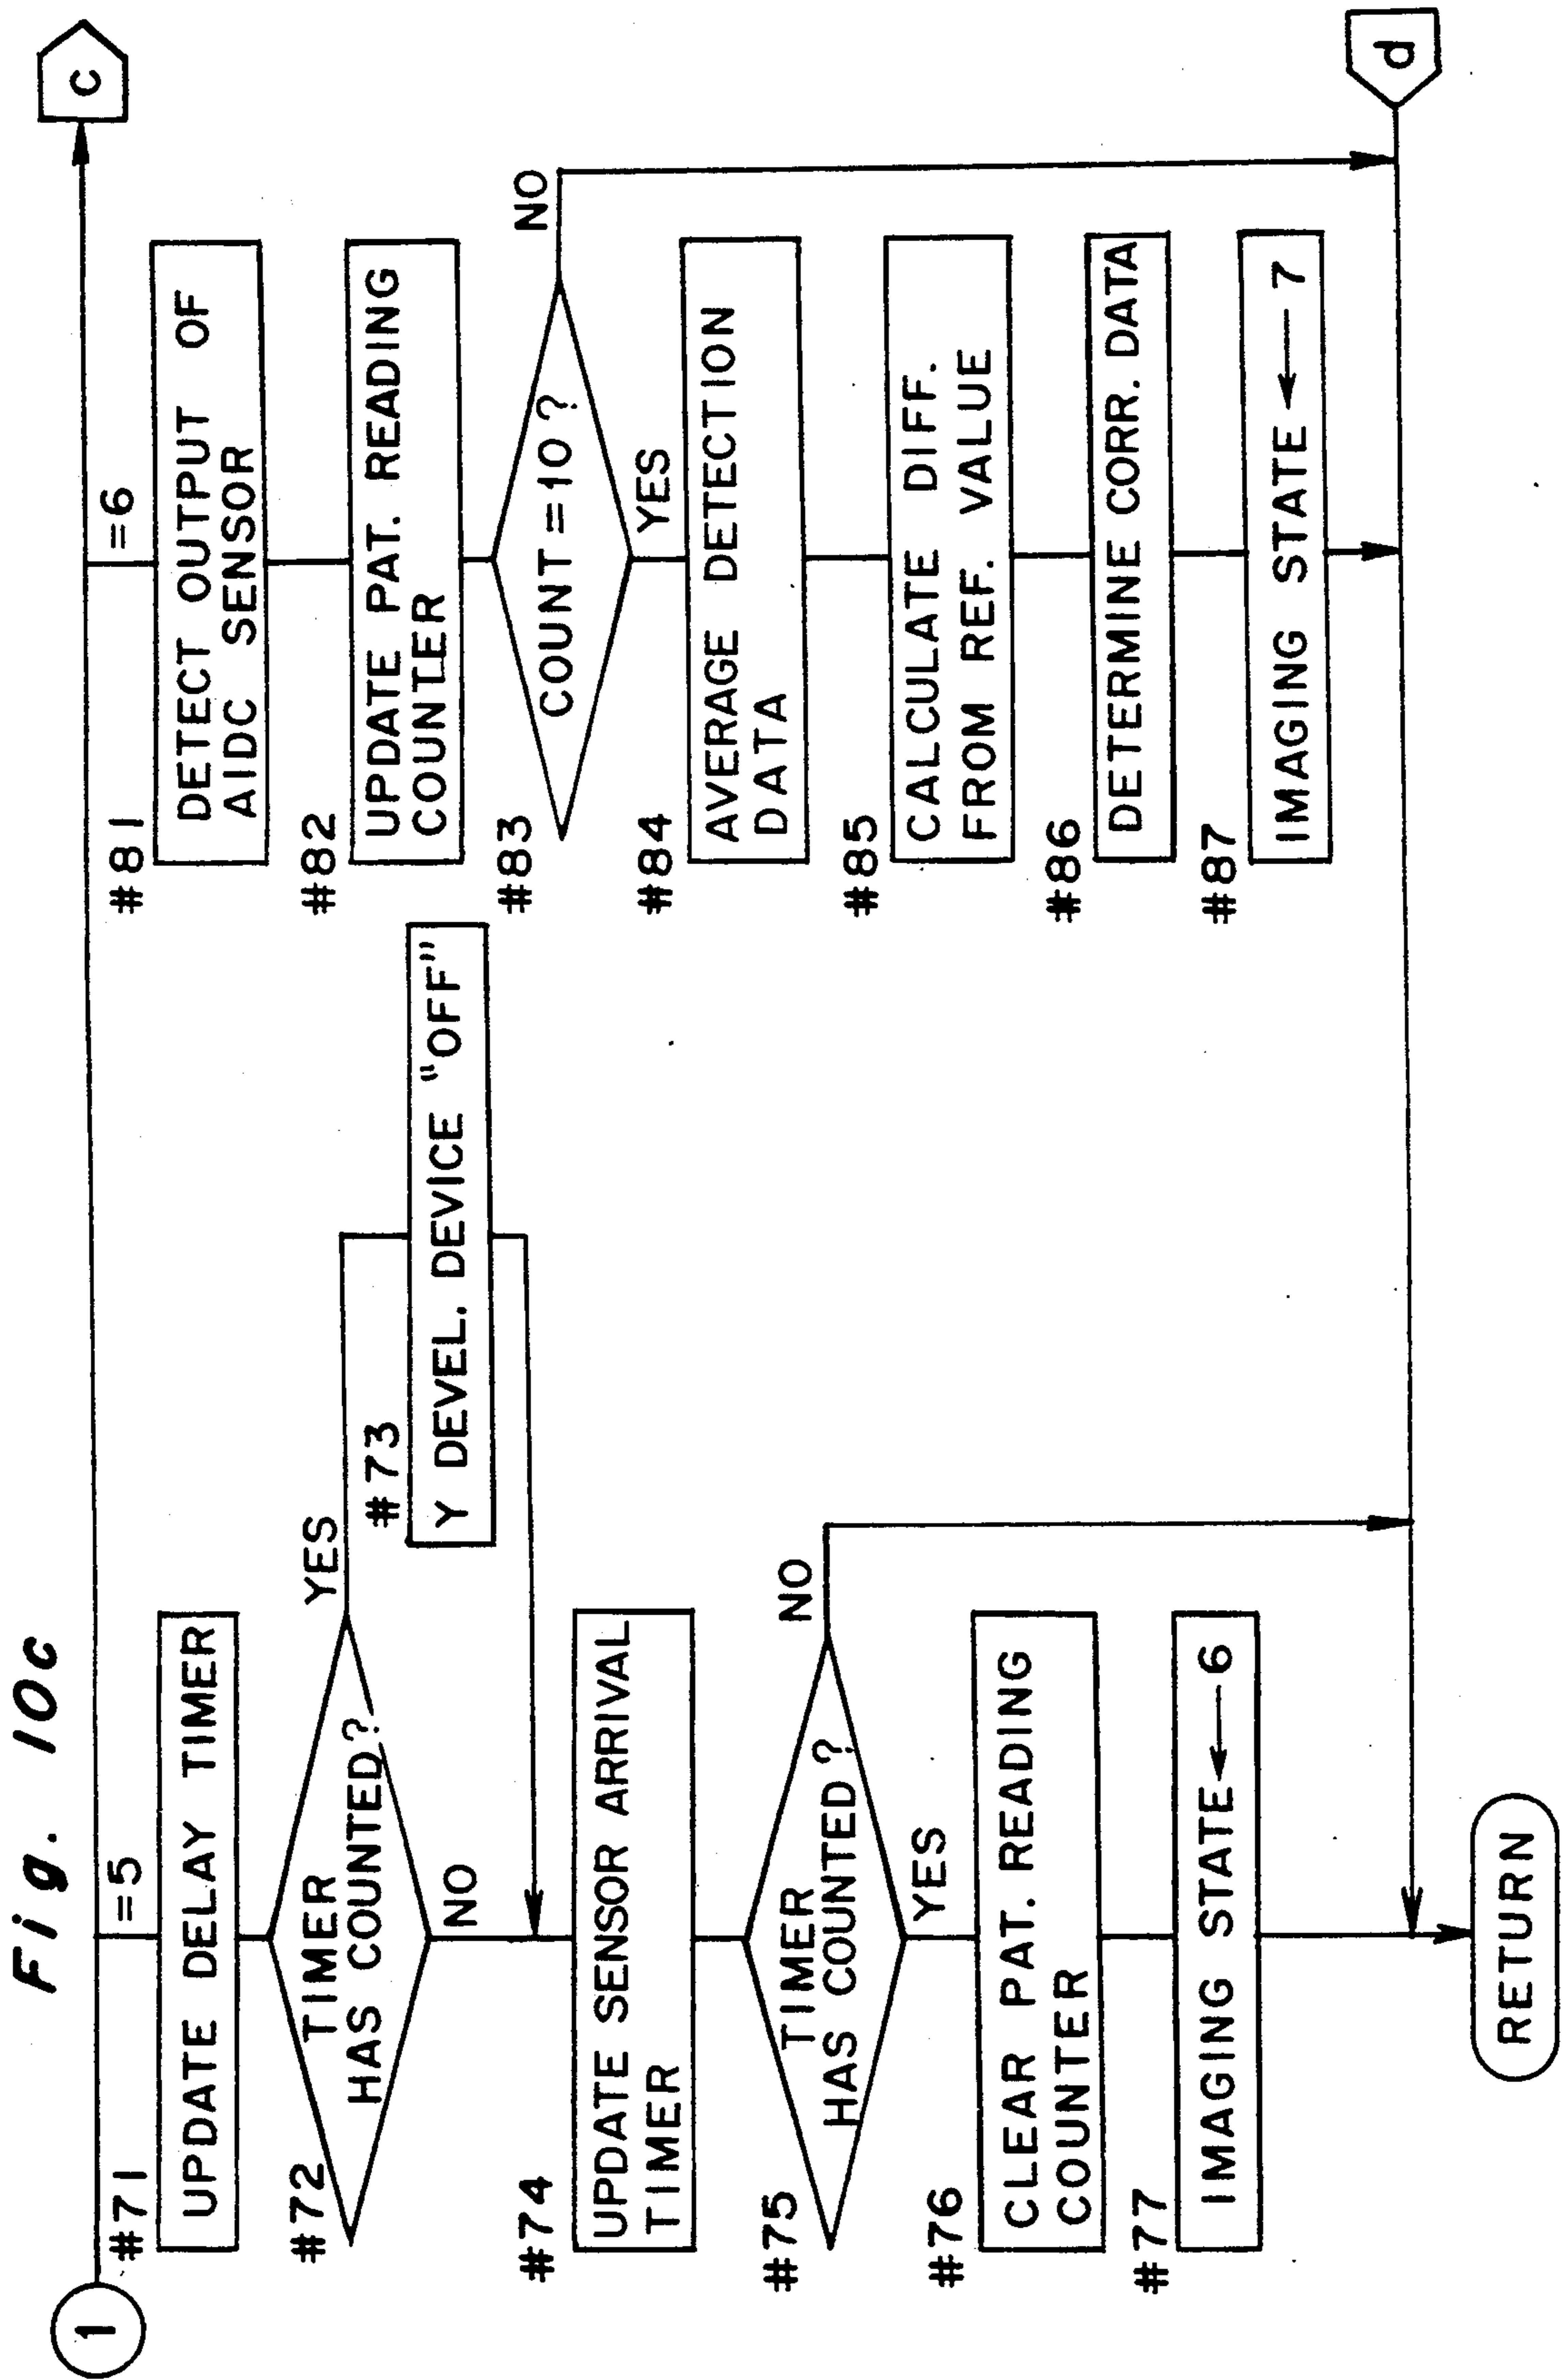 Fig. 10c
1
=5
#71
UPDATE DELAY TIMER
#72
TIMER
HAS COUNTED?
YES
NO
#73
Y DEVEL. DEVICE "OFF"
#74
UPDATE SENSOR ARRIVAL
TIMER
#75
TIMER
HAS COUNTED?
NO
YES
#76
CLEAR PAT. READING
COUNTER
#77
IMAGING STATE ← 6
RETURN
=6
#81
DETECT OUTPUT OF
AIDC SENSOR
#82
UPDATE PAT. READING
COUNTER
#83
COUNT = 10 ?
NO
YES
#84
AVERAGE DETECTION
DATA
#85
CALCULATE DIFF.
FROM REF. VALUE
#86
DETERMINE CORR. DATA
#87
IMAGING STATE ← 7
c
d